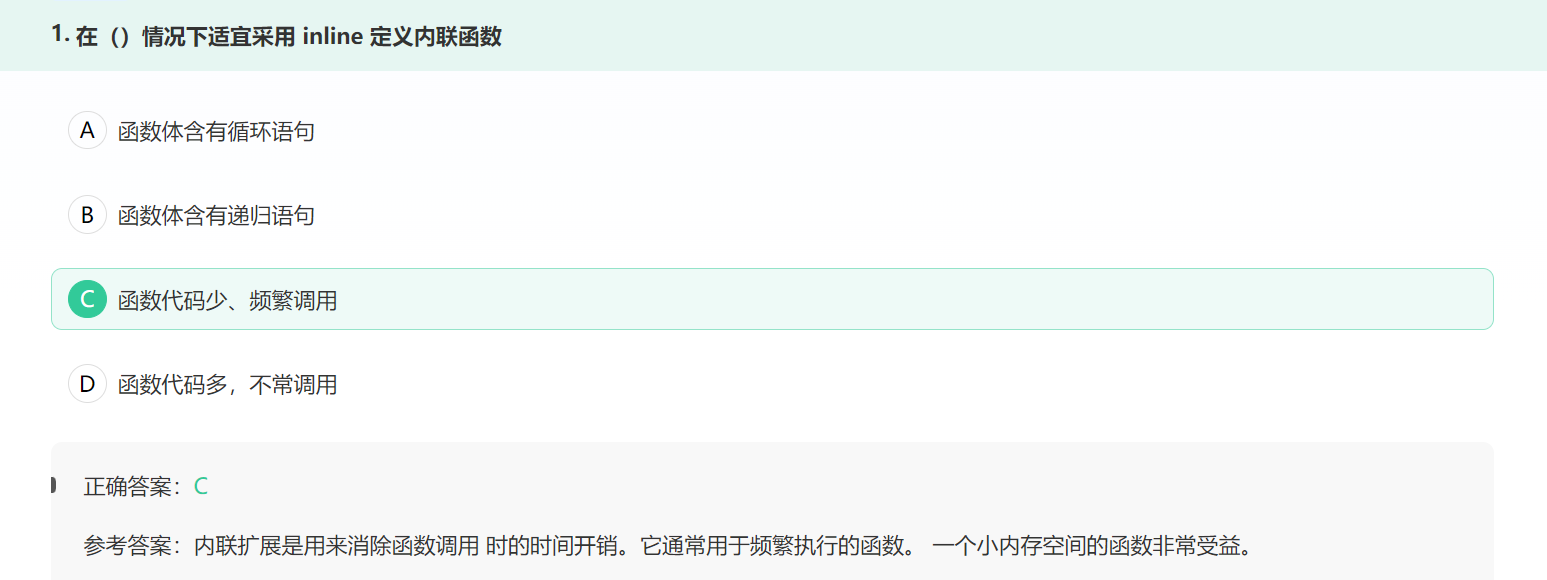 1. 在（）情况下适宜采用 inline 定义内联函数
A 函数体含有循环语句
B 函数体含有递归语句
C 函数代码少、频繁调用
D 函数代码多，不常调用
正确答案：C
参考答案：内联扩展是用来消除函数调用 时的时间开销。它通常用于频繁执行的函数。 一个小内存空间的函数非常受益。